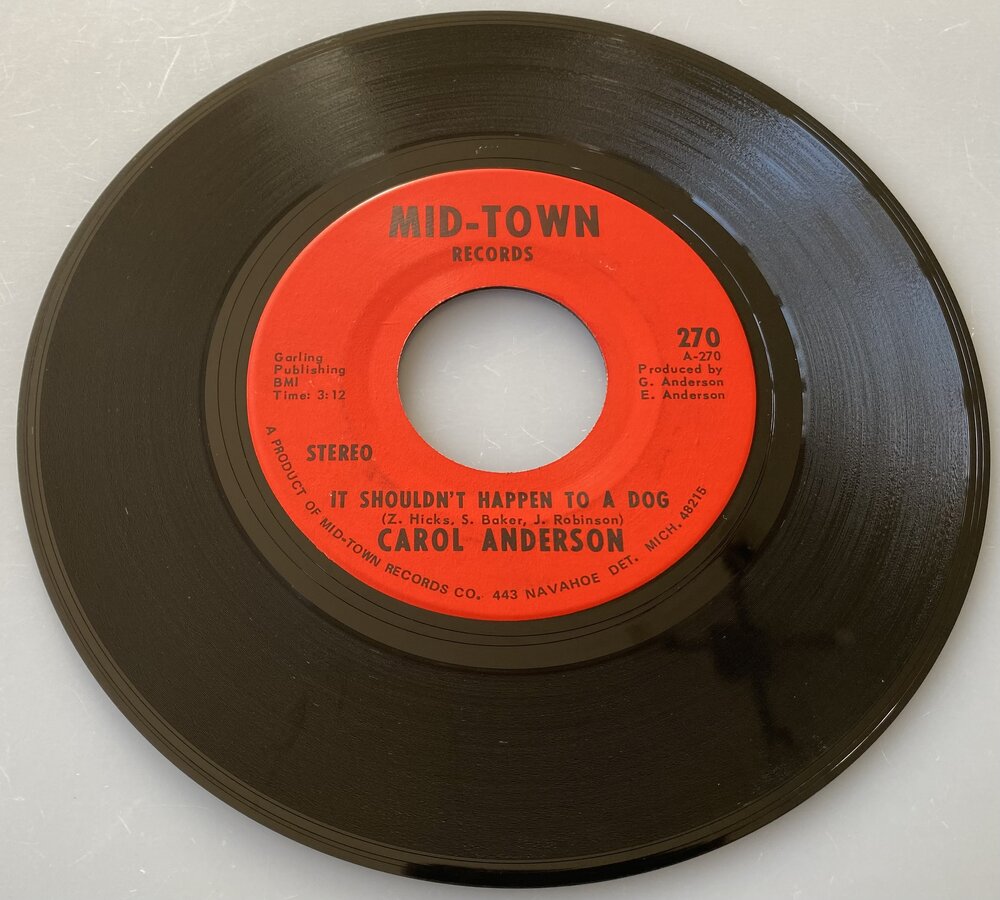 MID-TOWN
RECORDS
Garling
Publishing
BMI
Time: 3:12
270
A-270
Produced by
G. Anderson
E. Anderson
STEREO
IT SHOULDN'T HAPPEN TO A DOG
(Z. Hicks, S. Baker, J. Robinson)
CAROL ANDERSON
A PRODUCT OF MID-TOWN RECORDS CO. 443 NAVAHOE DET. MICH. 48215